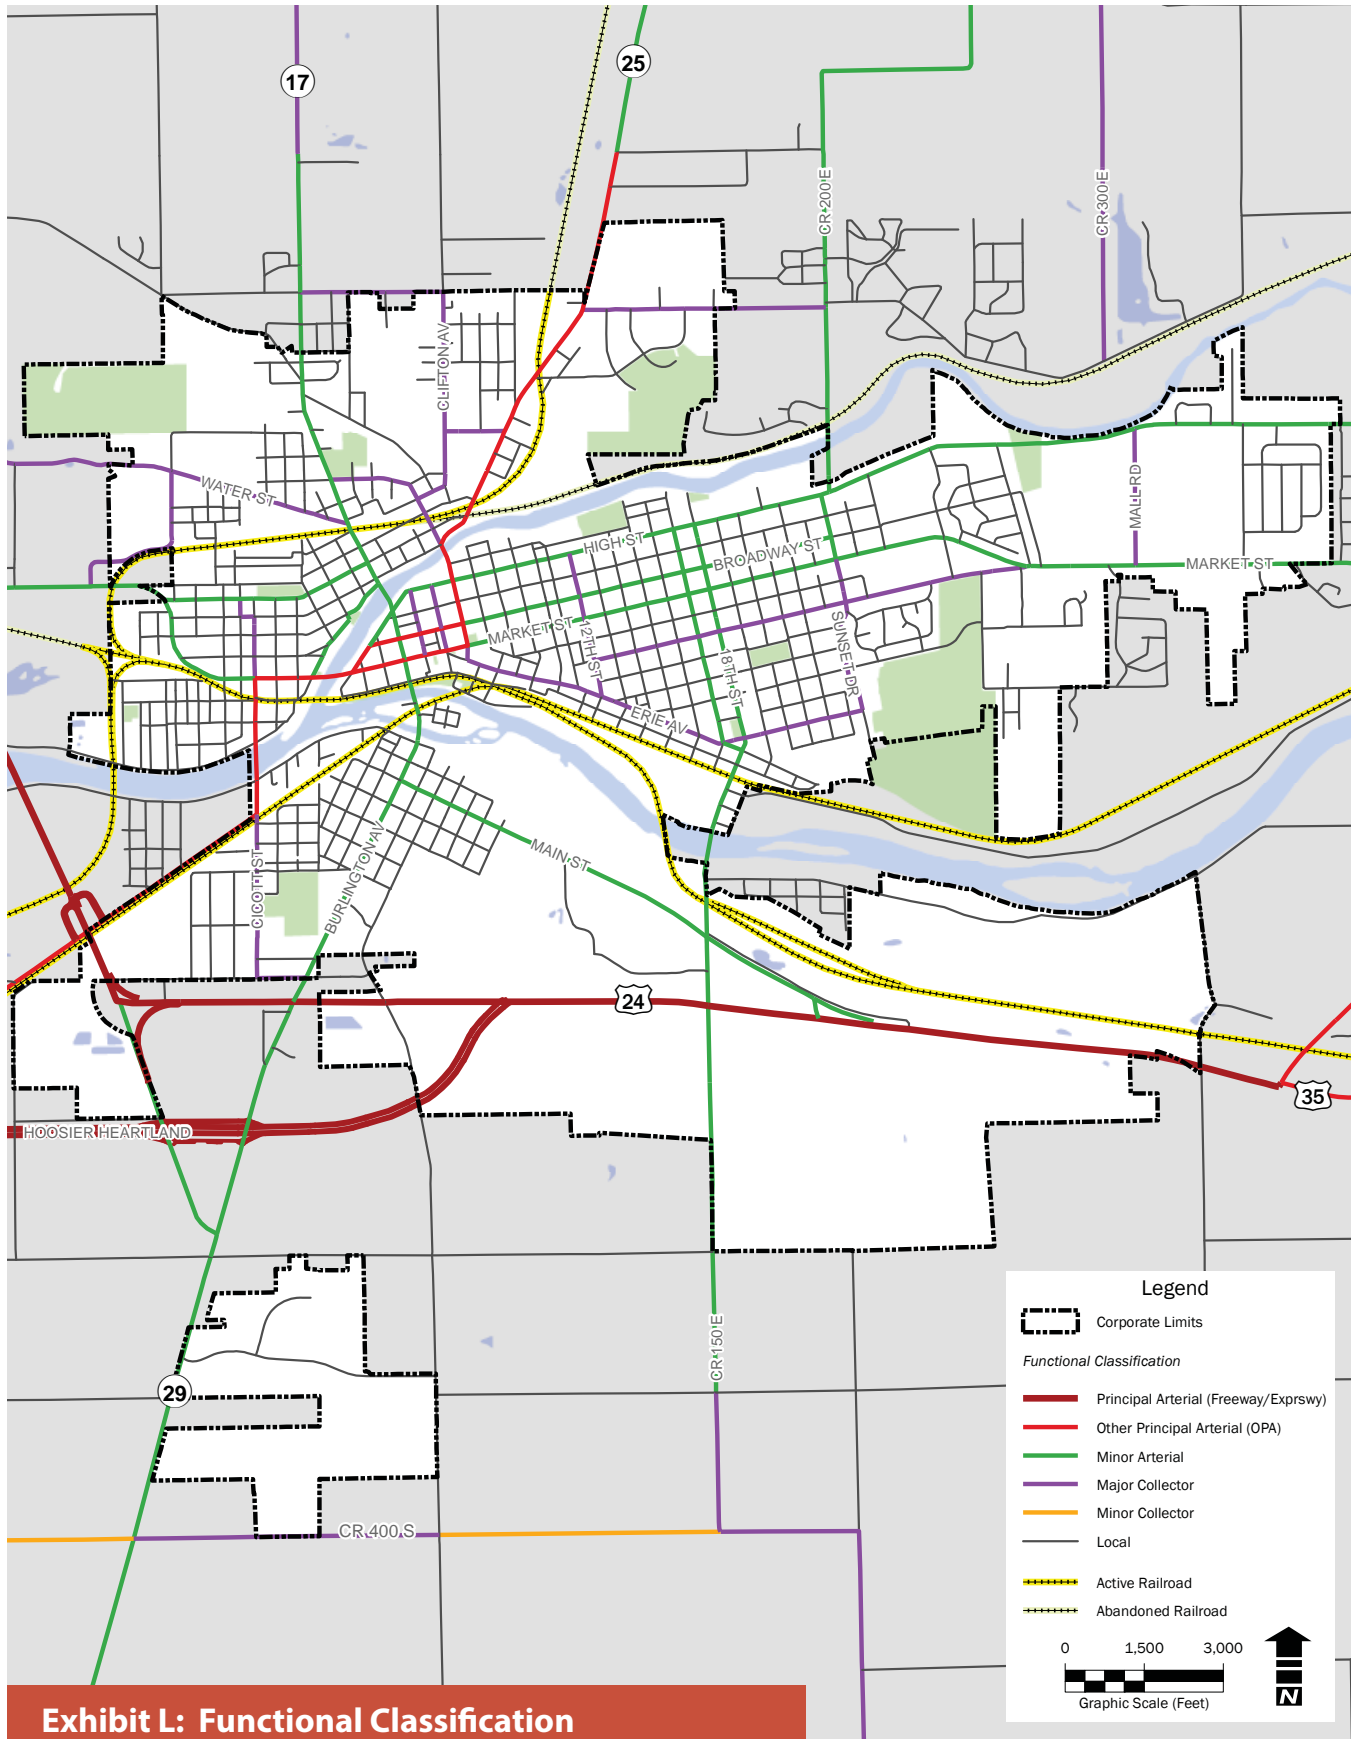 17
25
CR 200 E
CR 300 E
CLIFTON AV
WATER ST
MALL RD
HIGH ST
BROADWAY ST
MARKET ST
MARKET ST
12TH ST
18TH ST
SUNSET DR
ERIE AV
MAIN ST
CICOTT ST
BURLINGTON AV
24
35
HOOSIER HEARTLAND
CR 150 E
29
CR 400 S
Legend
Corporate Limits
Functional Classification
Principal Arterial (Freeway/Exprswy)
Other Principal Arterial (OPA)
Minor Arterial
Major Collector
Minor Collector
Local
Active Railroad
Abandoned Railroad
0 1,500 3,000
Graphic Scale (Feet)
N
Exhibit L: Functional Classification